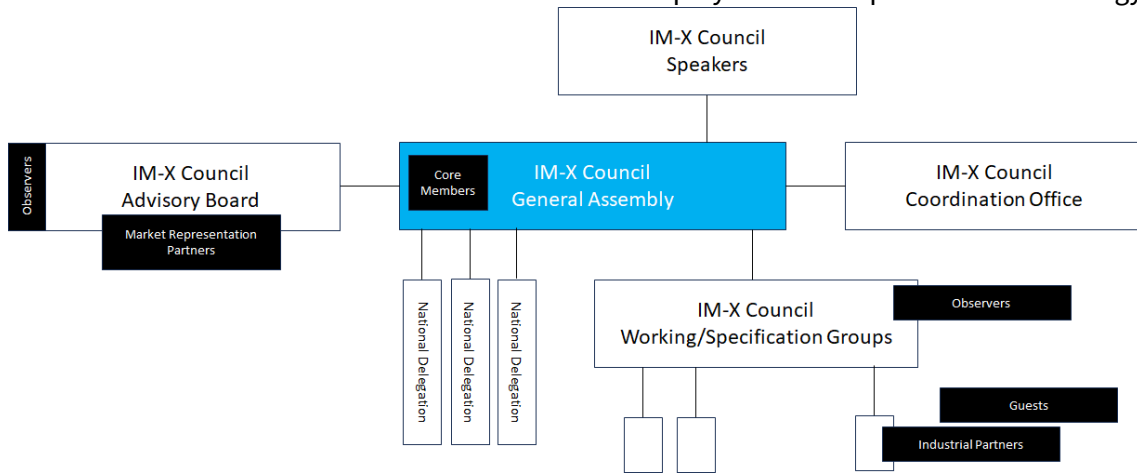 IM-X Council
Speakers
Observers
IM-X Council
Advisory Board
Market Representation
Partners
Core
Members
IM-X Council
General Assembly
IM-X Council
Coordination Office
National Delegation
National Delegation
National Delegation
IM-X Council
Working/Specification Groups
Observers
Guests
Industrial Partners